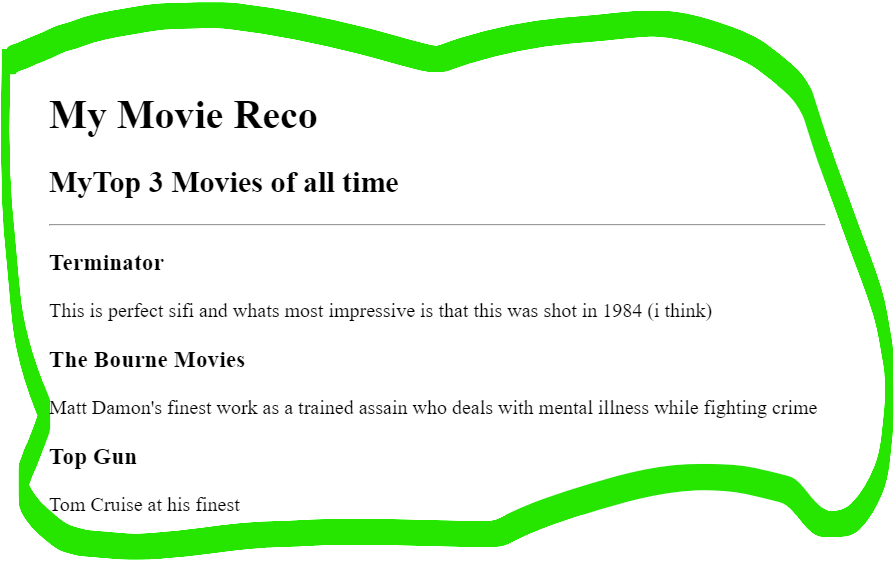 My Movie Reco
MyTop 3 Movies of all time
Terminator
This is perfect sifi and whats most impressive is that this was shot in 1984 (i think)
The Bourne Movies
Matt Damon's finest work as a trained assain who deals with mental illness while fighting crime
Top Gun
Tom Cruise at his finest